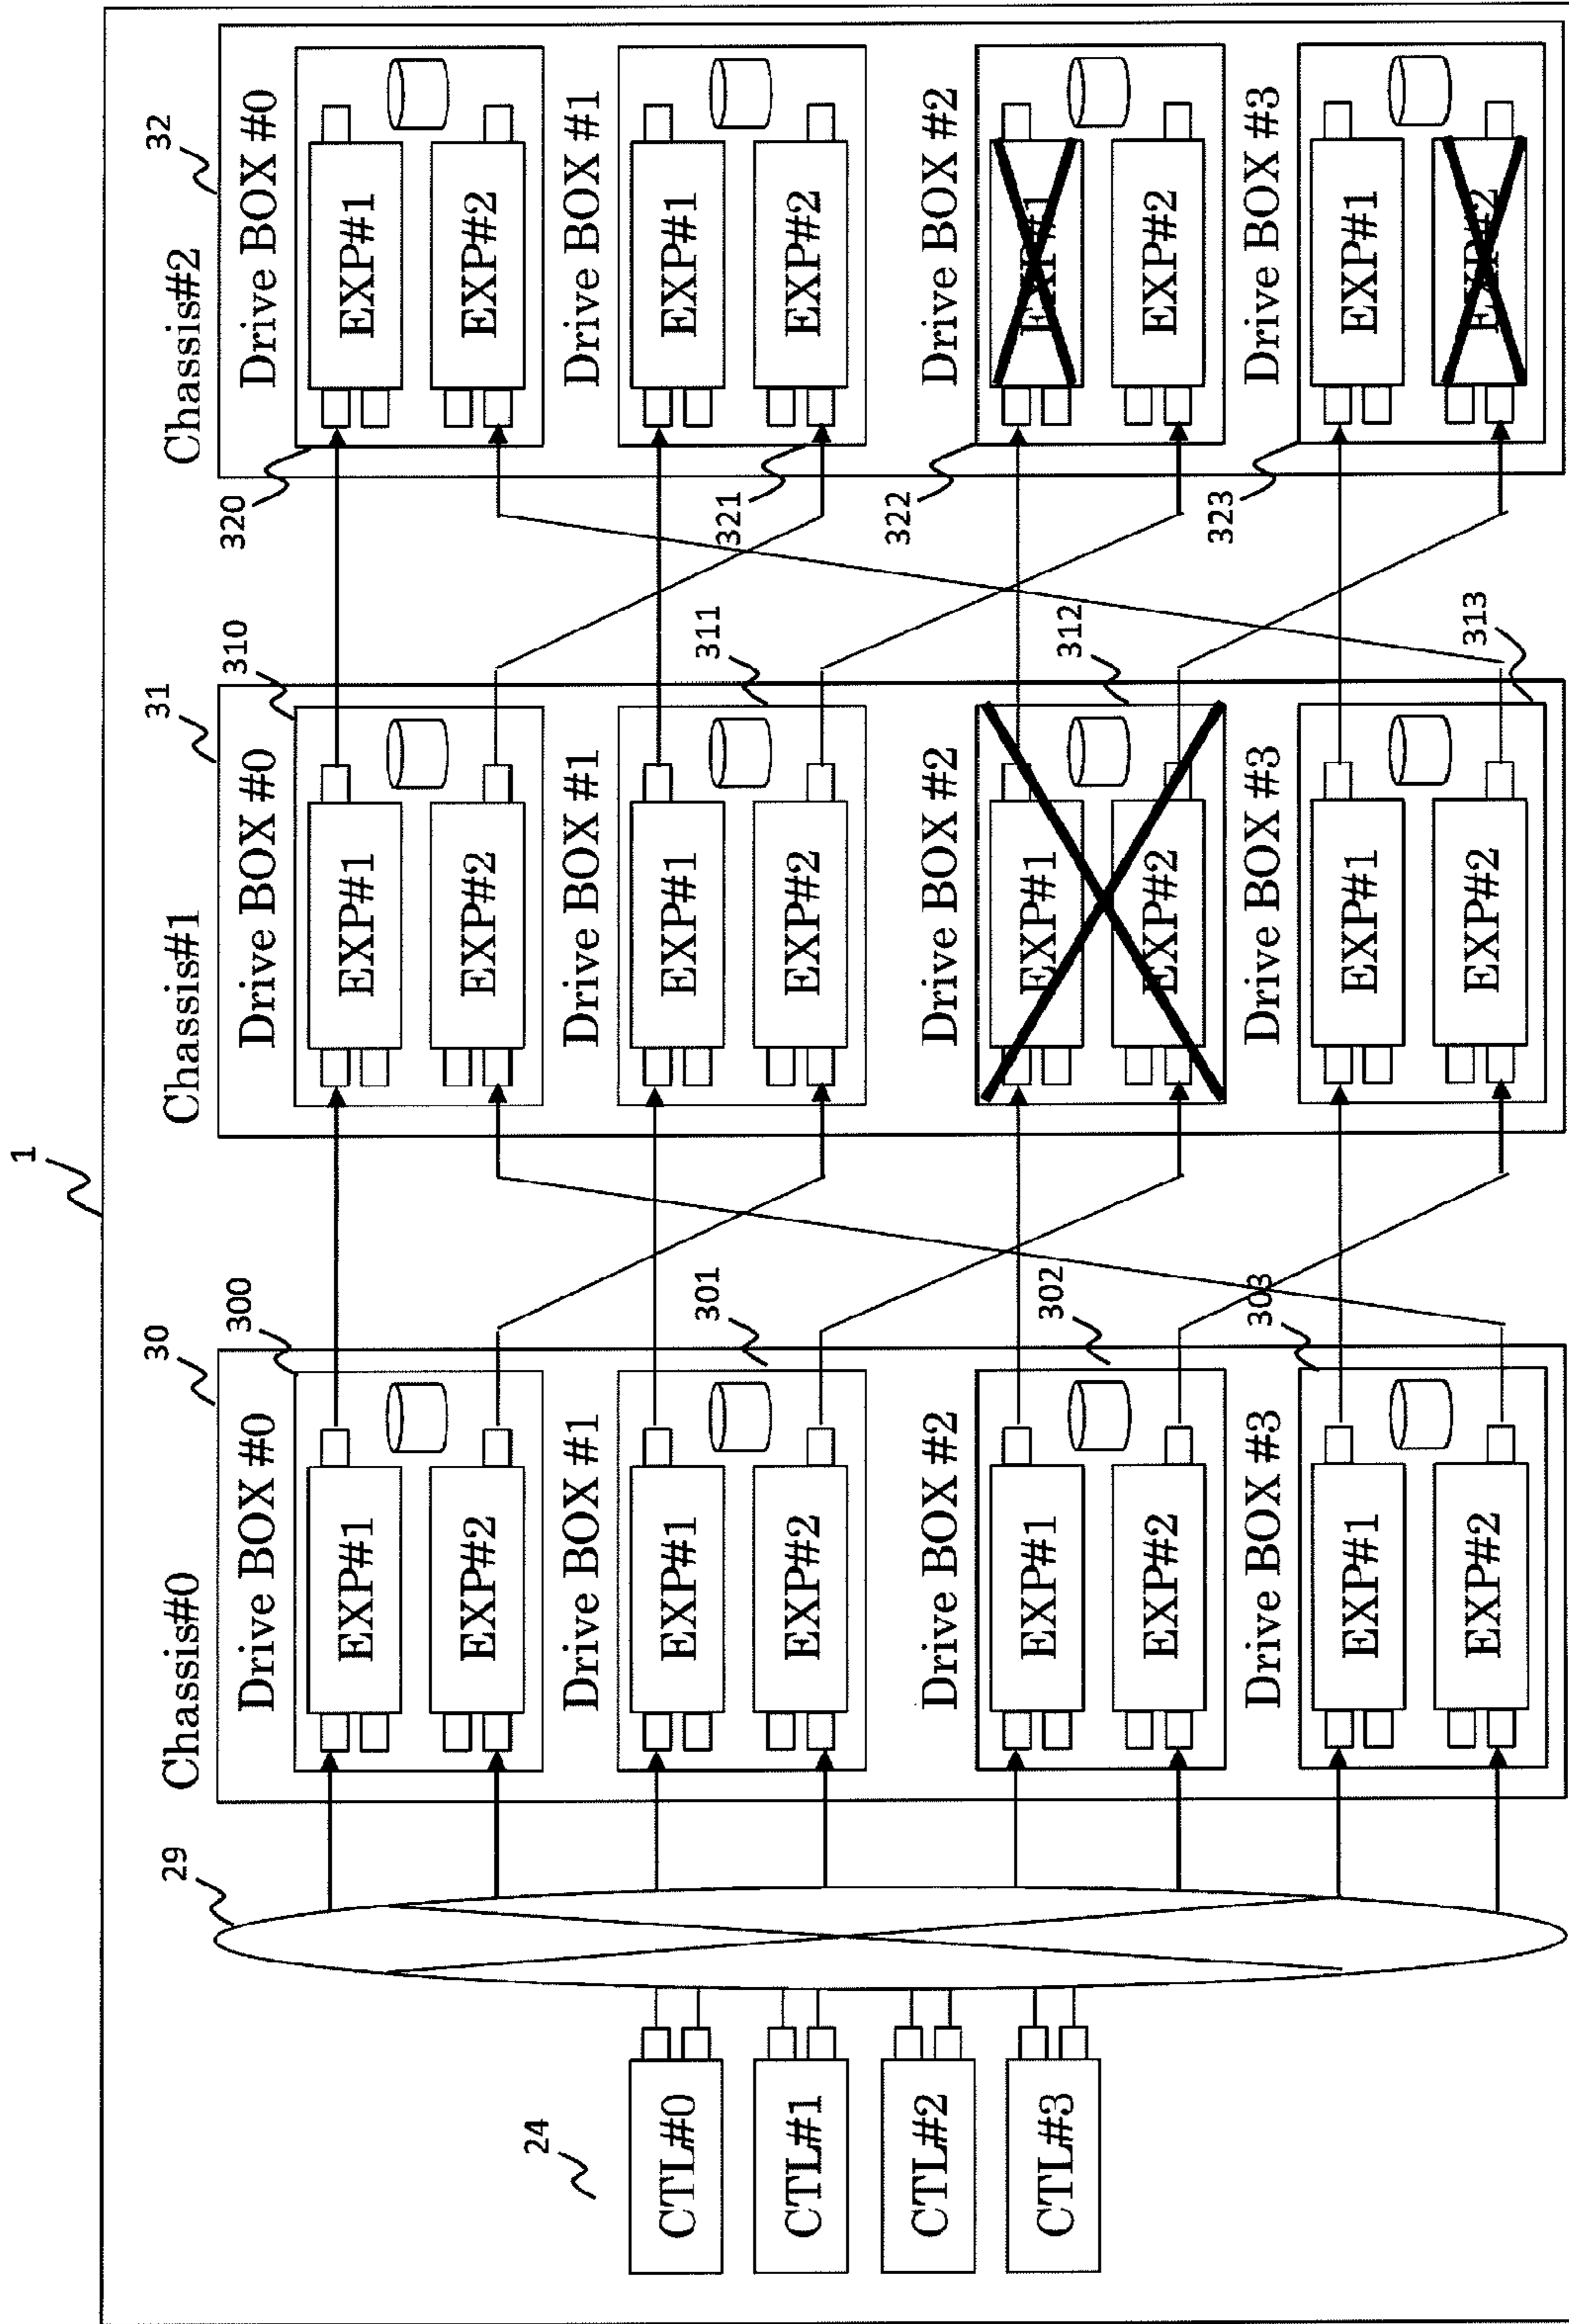 1
24
CTL#0
CTL#1
CTL#2
CTL#3
29
Chassis#0
30
Drive BOX #0
300
EXP#1
EXP#2
Drive BOX #1
301
EXP#1
EXP#2
Drive BOX #2
302
EXP#1
EXP#2
Drive BOX #3
303
EXP#1
EXP#2
Chassis#1
31
Drive BOX #0
310
EXP#1
EXP#2
Drive BOX #1
311
EXP#1
EXP#2
Drive BOX #2
312
EXP#1
EXP#2
Drive BOX #3
313
EXP#1
EXP#2
Chassis#2
32
Drive BOX #0
320
EXP#1
EXP#2
Drive BOX #1
321
EXP#1
EXP#2
Drive BOX #2
322
EXP#1
EXP#2
Drive BOX #3
323
EXP#1
EXP#2